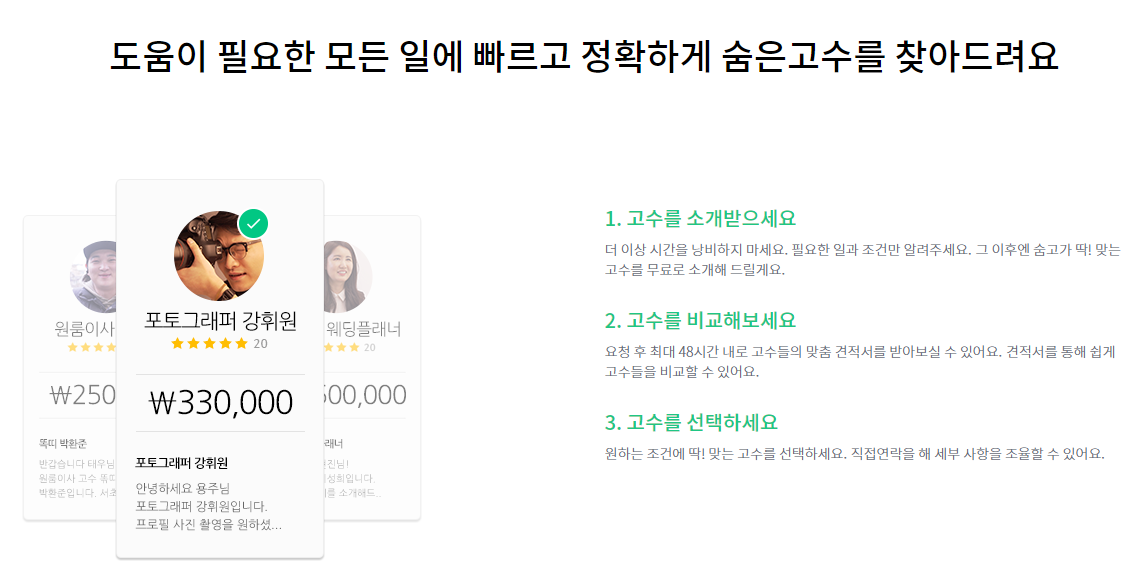 도움이 필요한 모든 일에 빠르고 정확하게 숨은고수를 찾아드려요
원룸이사
₩250
똑띠 박환준
반갑습니다 태우님
원룸이사 고수 똑띠
박환준입니다. 서초
포토그래퍼 강휘원
20
₩330,000
포토그래퍼 강휘원
안녕하세요 용주님
포토그래퍼 강휘원입니다.
프로필 사진 촬영을 원하셨...
웨딩플래너
20
500,000
래너
진님!
성희입니다.
를 소개해드..
1. 고수를 소개받으세요
더 이상 시간을 낭비하지 마세요. 필요한 일과 조건만 알려주세요. 그 이후엔 숨고가 딱! 맞는
고수를 무료로 소개해 드릴게요.
2. 고수를 비교해보세요
요청 후 최대 48시간 내로 고수들의 맞춤 견적서를 받아보실 수 있어요. 견적서를 통해 쉽게
고수들을 비교할 수 있어요.
3. 고수를 선택하세요
원하는 조건에 딱! 맞는 고수를 선택하세요. 직접연락을 해 세부 사항을 조율할 수 있어요.